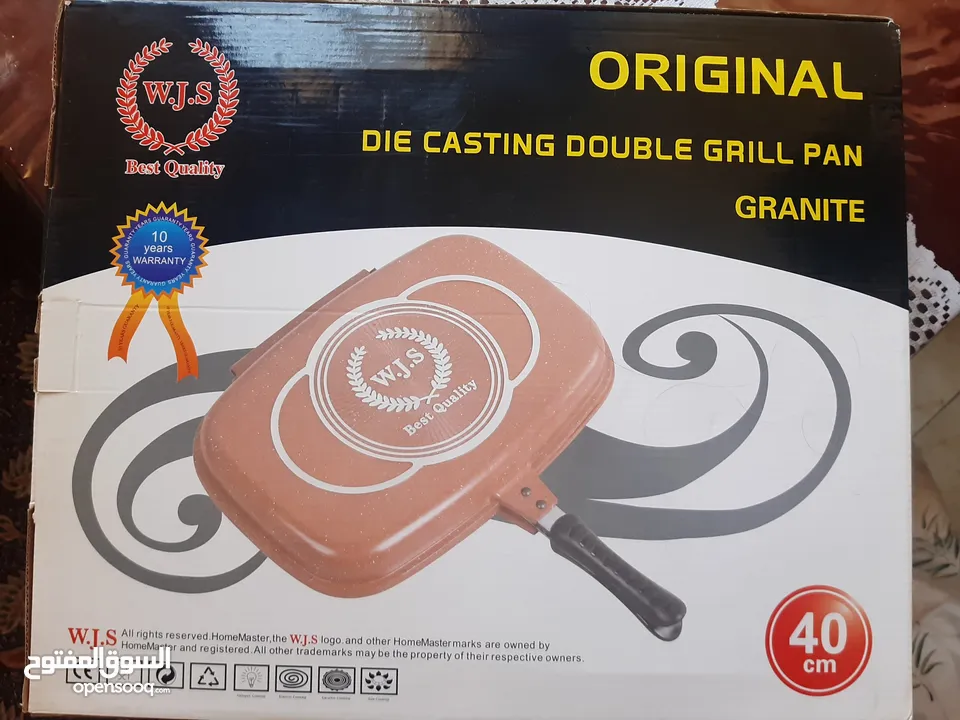 W.J.S
Best Quality
ORIGINAL
DIE CASTING DOUBLE GRILL PAN
GRANITE
10
years
WARRANTY
W.J.S
Best Quality
W.J.S All rights reserved.HomeMaster,the W.J.S logo.and other HomeMastermarks are owned by
HomeMaster and registered.All other trademarks may be the property of their respective owners.
40
cm
السوق المفتوح
opensooq.com